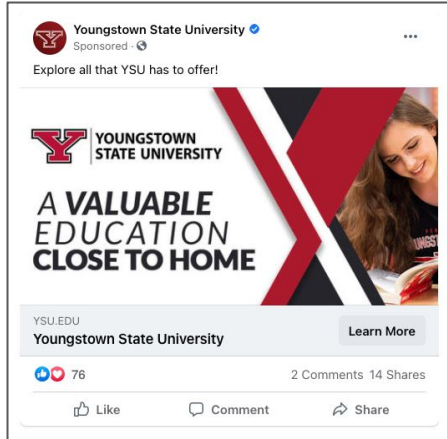 Youngstown State University
Sponsored ·
Explore all that YSU has to offer!
YOUNGSTOWN
STATE UNIVERSITY
A VALUABLE
EDUCATION
CLOSE TO HOME
YSU.EDU
Youngstown State University
Learn More
76
2 Comments 14 Shares
Like
Comment
Share